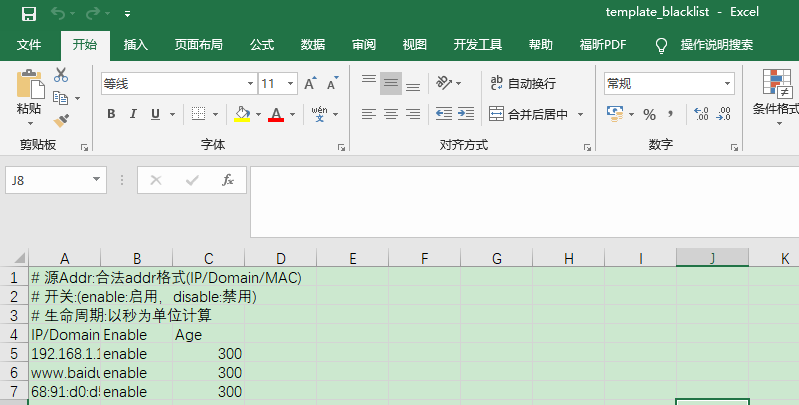 template_blacklist - Excel
文件 开始 插入 页面布局 公式 数据 审阅 视图 开发工具 帮助 福昕PDF 操作说明搜索
粘贴
等线 11 A A
ab 自动换行
常规
B I U A wén 文
合并后居中
% , .0 .00 .00 .0
条件格式
剪贴板 字体 对齐方式 数字
J8 fx
A B C D E F G H I J K
1 # 源Addr:合法addr格式(IP/Domain/MAC)
2 # 开关:(enable:启用，disable:禁用)
3 # 生命周期:以秒为单位计算
4 IP/Domain Enable Age
5 192.168.1.1 enable 300
6 www.baidu enable 300
7 68:91:d0:d5 enable 300